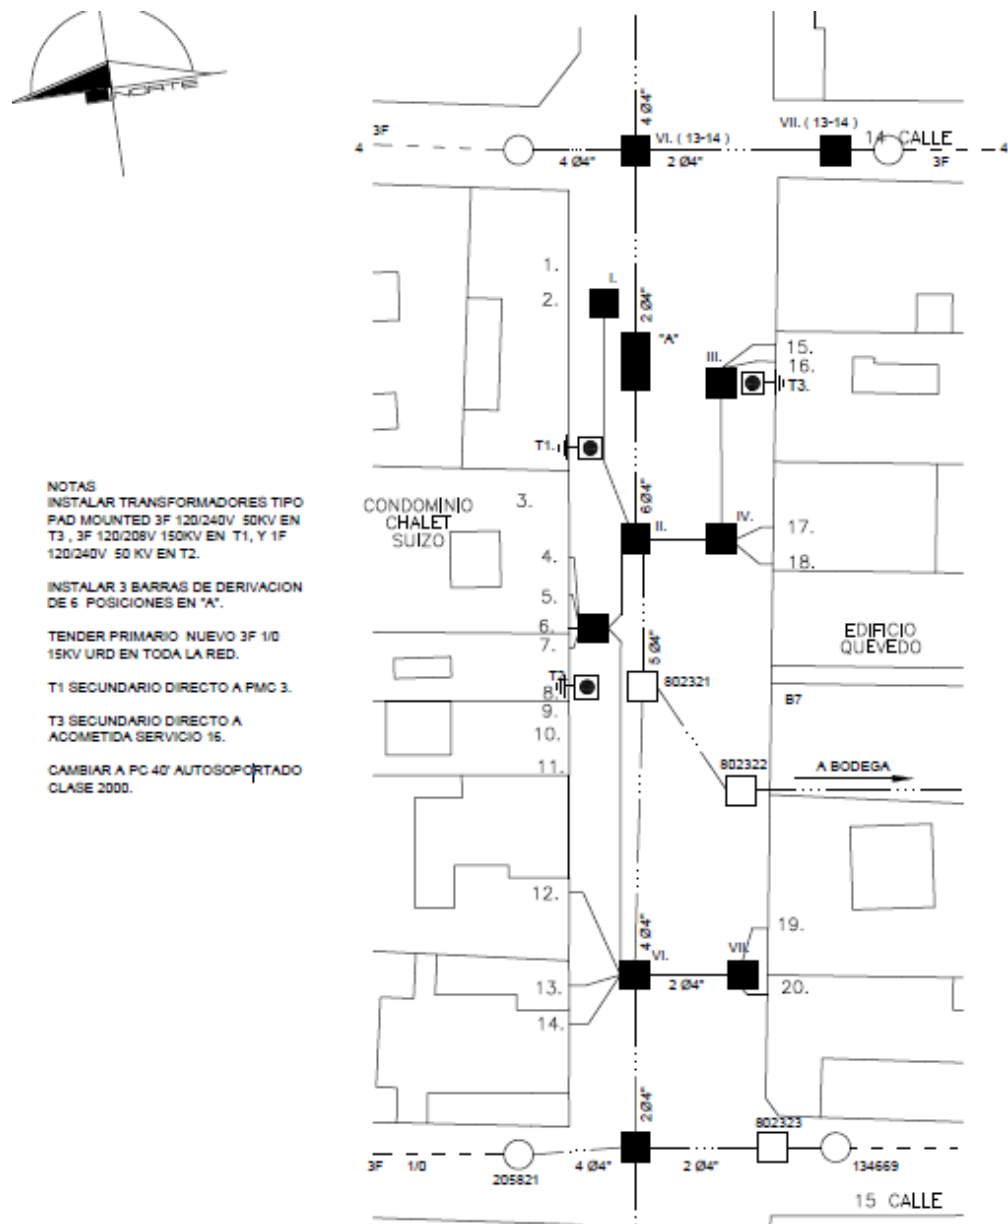 NORTE
4 Ø4"
VI. ( 13-14 )
VII. ( 13-14 )
14 CALLE
3F
4
4 Ø4"
2 Ø4"
3F
4
1.
I.
2.
2 Ø4"
"A"
III.
15.
16.
T3.
T1.
NOTAS
INSTALAR TRANSFORMADORES TIPO
PAD MOUNTED 3F 120/240V 50KV EN
T3 , 3F 120/208V 150KV EN T1, Y 1F
120/240V 50 KV EN T2.
INSTALAR 3 BARRAS DE DERIVACION
DE 6 POSICIONES EN "A".
TENDER PRIMARIO NUEVO 3F 1/0
15KV URD EN TODA LA RED.
T1 SECUNDARIO DIRECTO A PMC 3.
T3 SECUNDARIO DIRECTO A
ACOMETIDA SERVICIO 16.
CAMBIAR A PC 40' AUTOSOPORTADO
CLASE 2000.
CONDOMINIO
CHALET
SUIZO
3.
6 Ø4"
II.
IV.
17.
18.
4.
5.
6.
7.
EDIFICIO
QUEVEDO
5 Ø4"
T2.
8.
802321
B7
9.
10.
11.
802322
A BODEGA
12.
4 Ø4"
19.
VI.
VII.
13.
2 Ø4"
20.
14.
2 Ø4"
802323
3F
1/0
205821
4 Ø4"
2 Ø4"
134669
15 CALLE